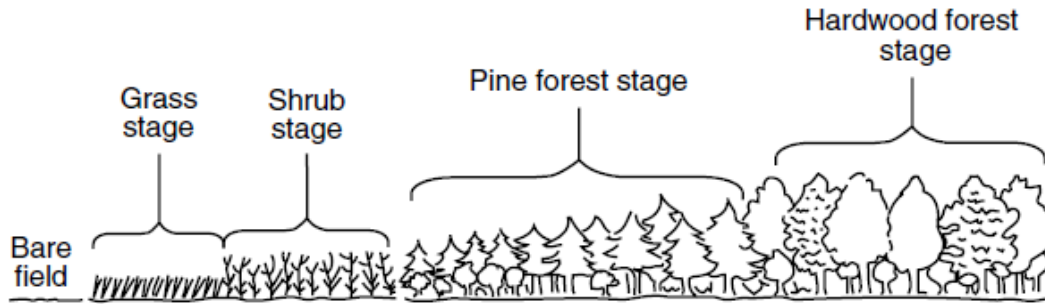 Bare
field
Grass
stage
Shrub
stage
Pine forest stage
Hardwood forest
stage